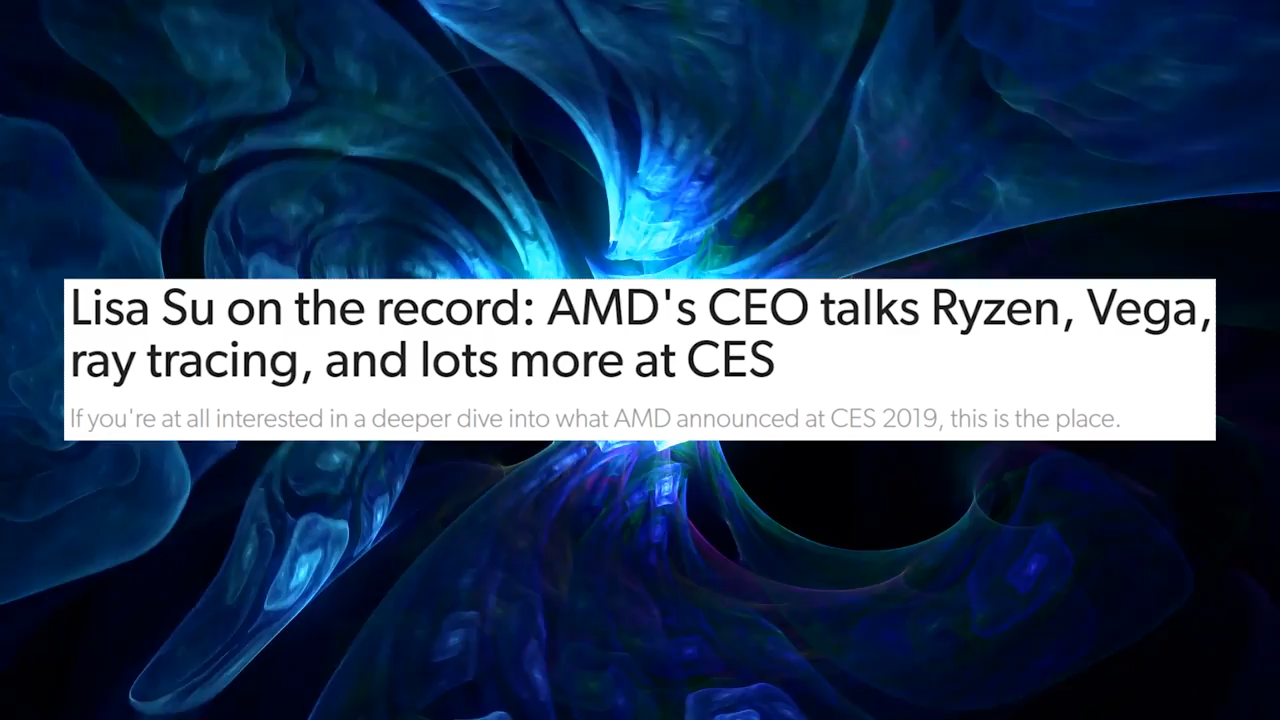 Lisa Su on the record: AMD's CEO talks Ryzen, Vega,
ray tracing, and lots more at CES
If you're at all interested in a deeper dive into what AMD announced at CES 2019, this is the place.